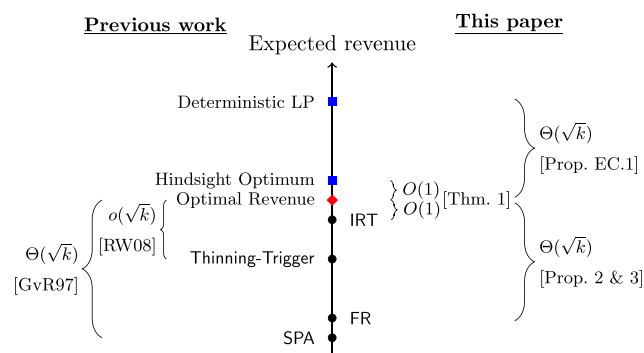 Previous work
This paper
Expected revenue
Deterministic LP
Θ(√k)
[Prop. EC.1]
Hindsight Optimum
Optimal Revenue
} O(1)
} O(1)
[Thm. 1]
o(√k)
[RW08]
IRT
Θ(√k)
[GvR97]
Thinning-Trigger
Θ(√k)
[Prop. 2 & 3]
FR
SPA